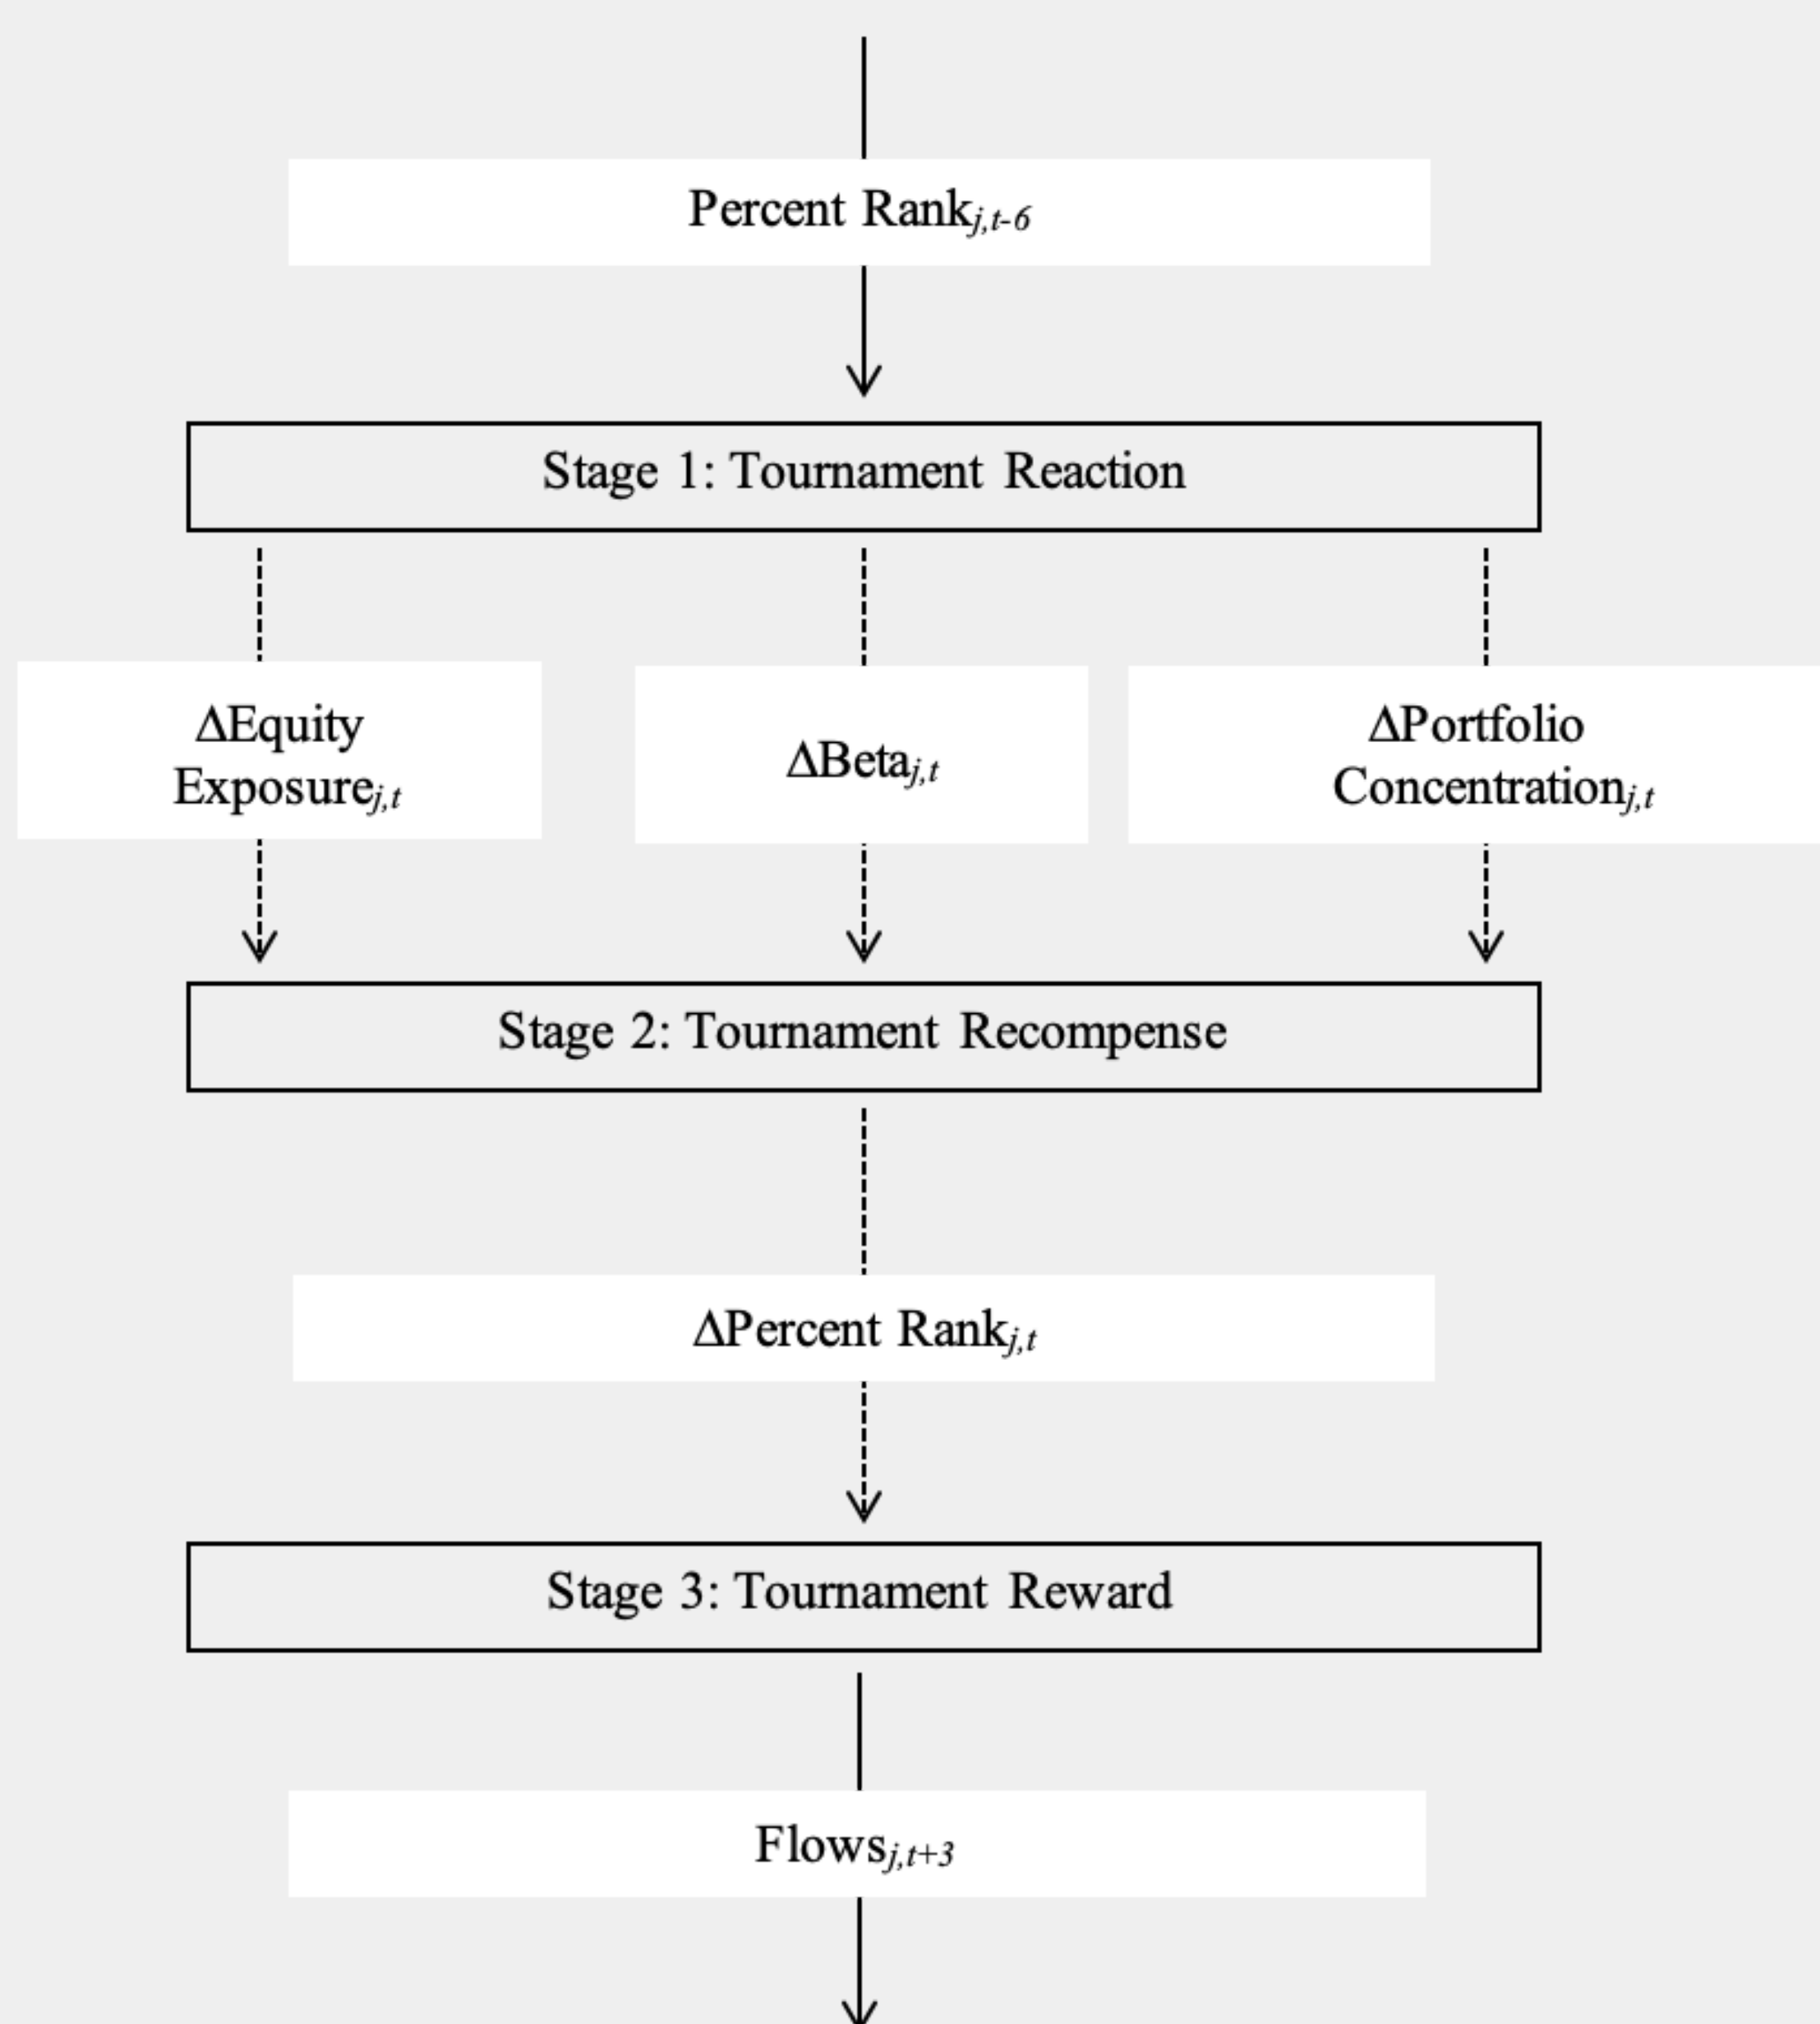 Percent Rankj,t-6
Stage 1: Tournament Reaction
ΔEquity
Exposurej,t
ΔBetaj,t
ΔPortfolio
Concentrationj,t
Stage 2: Tournament Recompense
ΔPercent Rankj,t
Stage 3: Tournament Reward
Flowsj,t+3